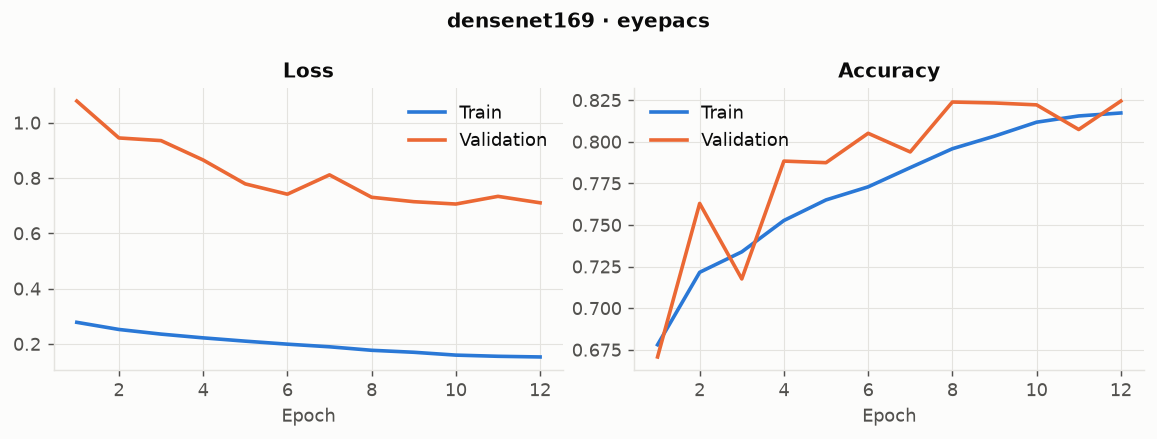 densenet169 · eyepacs
Loss
Train
Validation
1.0
0.8
0.6
0.4
0.2
2 4 6 8 10 12
Epoch
Accuracy
Train
Validation
0.825
0.800
0.775
0.750
0.725
0.700
0.675
2 4 6 8 10 12
Epoch